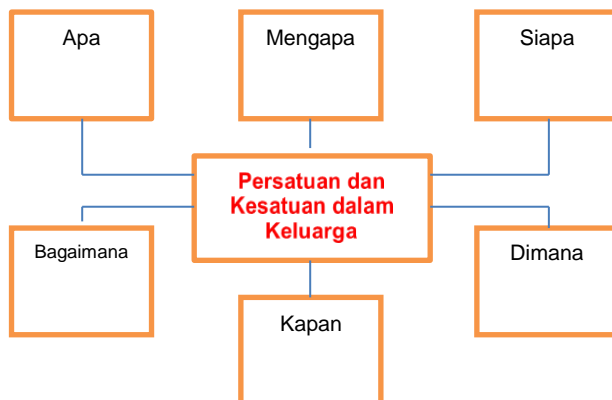 Apa
Mengapa
Siapa
Persatuan dan
Kesatuan dalam
Keluarga
Bagaimana
Dimana
Kapan